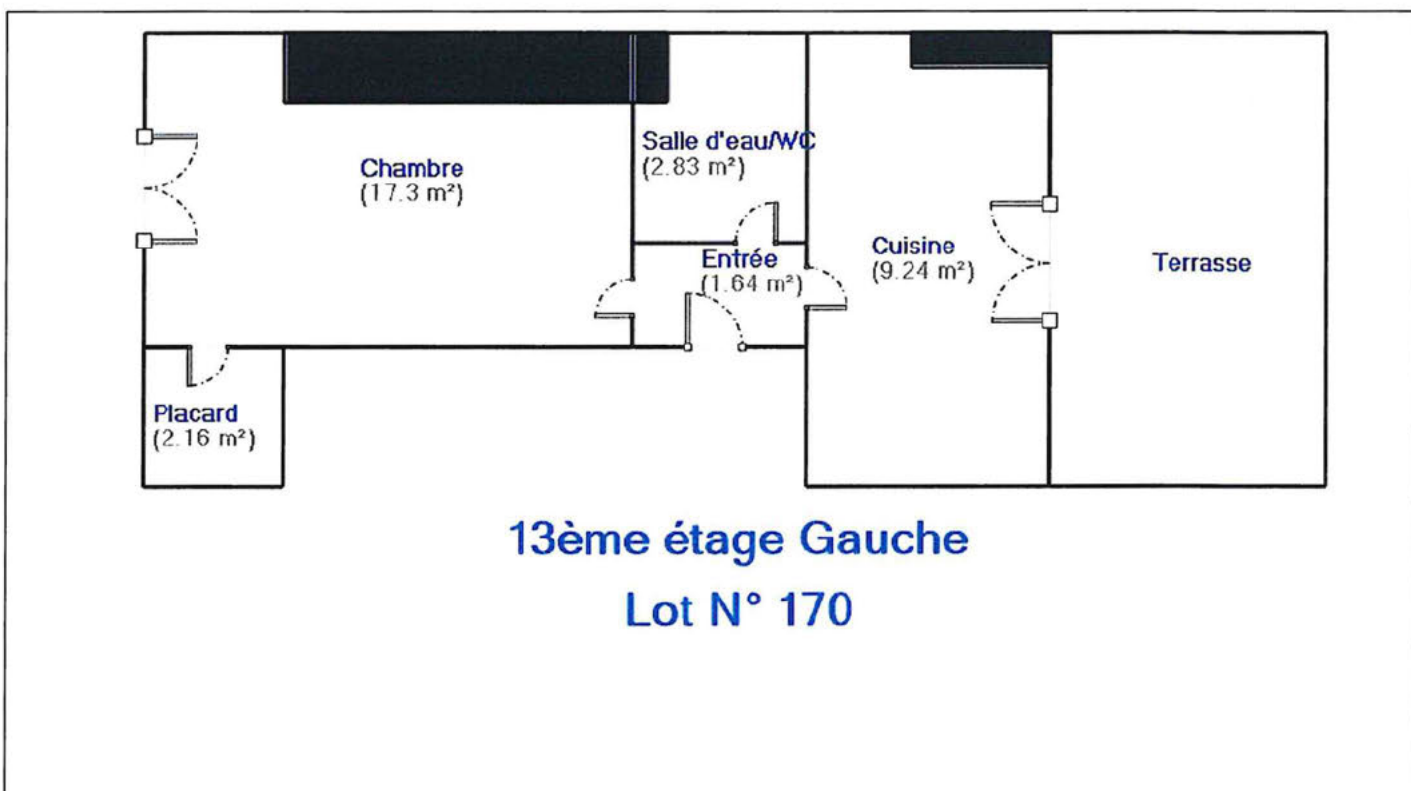 Salle d'eau/WC
(2.83 m²)
Chambre
(17.3 m²)
Cuisine
(9.24 m²)
Entrée
(1.64 m²)
Terrasse
Placard
(2.16 m²)
13ème étage Gauche
Lot N° 170